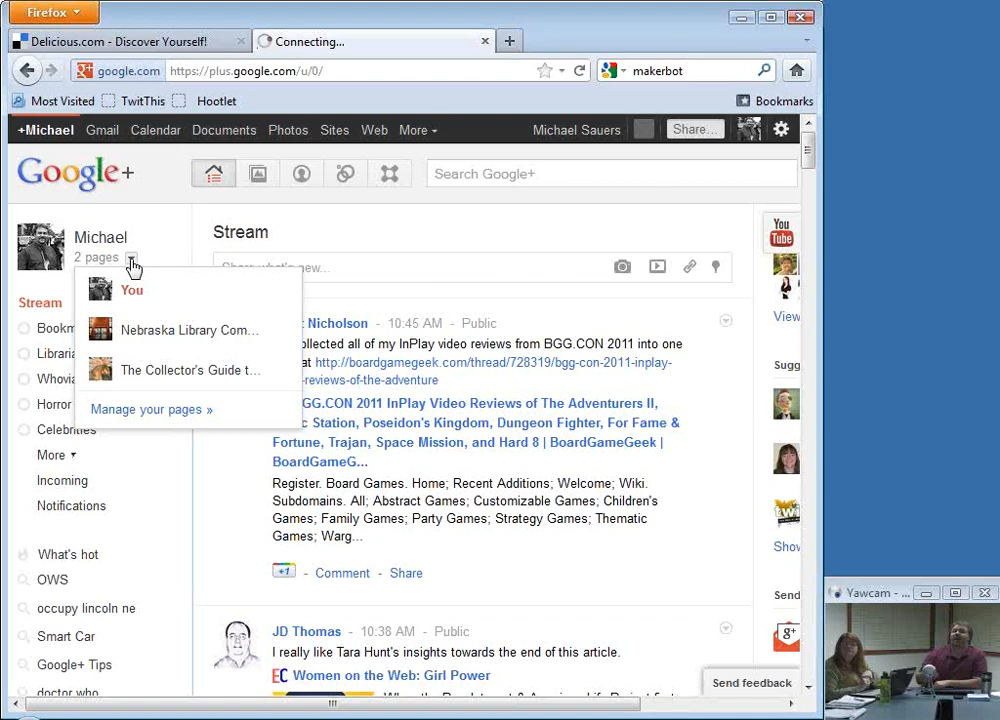 Firefox
Delicious.com - Discover Yourself!
Connecting...
google.com
https://plus.google.com/u/0/
makerbot
Most Visited
TwitThis
Hootlet
Bookmarks
+Michael Gmail Calendar Documents Photos Sites Web More
Michael Sauers
Share...
Google+
Search Google+
Michael
2 pages
You
Nebraska Library Com...
The Collector's Guide t...
Manage your pages »
Stream
Bookm
Librari
Whovi
Horror
Celebrities
More
Incoming
Notifications
What's hot
OWS
occupy lincoln ne
Smart Car
Google+ Tips
doctor who
Stream
Share what's new...
Nicholson - 10:45 AM - Public
ollected all of my InPlay video reviews from BGG.CON 2011 into one
at http://boardgamegeek.com/thread/728319/bgg-con-2011-inplay-
-reviews-of-the-adventure
GG.CON 2011 InPlay Video Reviews of The Adventurers II,
c Station, Poseidon's Kingdom, Dungeon Fighter, For Fame &
Fortune, Trajan, Space Mission, and Hard 8 | BoardGameGeek |
BoardGameG...
Register. Board Games. Home; Recent Additions; Welcome; Wiki.
Subdomains. All; Abstract Games; Customizable Games; Children's
Games; Family Games; Party Games; Strategy Games; Thematic
Games; Warg...
+1 - Comment - Share
JD Thomas - 10:38 AM - Public
I really like Tara Hunt's insights towards the end of this article.
EC Women on the Web: Girl Power
You
Tube
View
Sugg
Show
Send
g+
Send feedback
Yawcam - ...